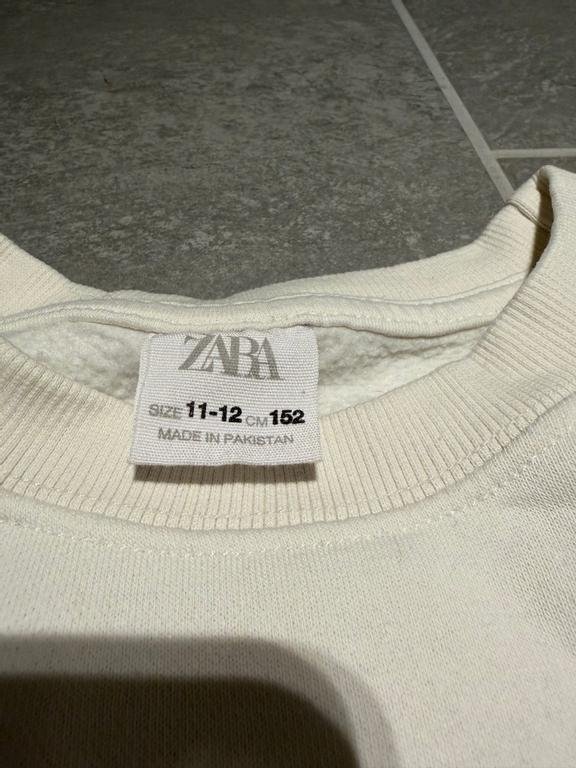 ZARA
SIZE 11-12 CM 152
MADE IN PAKISTAN